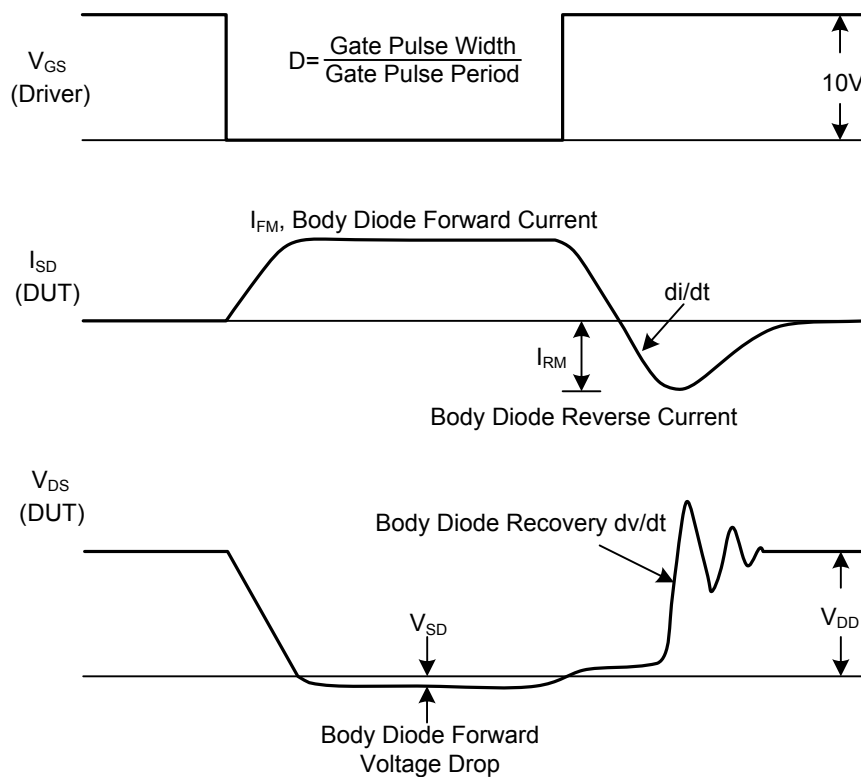 V_GS
(Driver)
D= Gate Pulse Width
Gate Pulse Period
10V
I_FM, Body Diode Forward Current
I_SD
(DUT)
di/dt
I_RM
Body Diode Reverse Current
V_DS
(DUT)
Body Diode Recovery dv/dt
V_SD
V_DD
Body Diode Forward
Voltage Drop